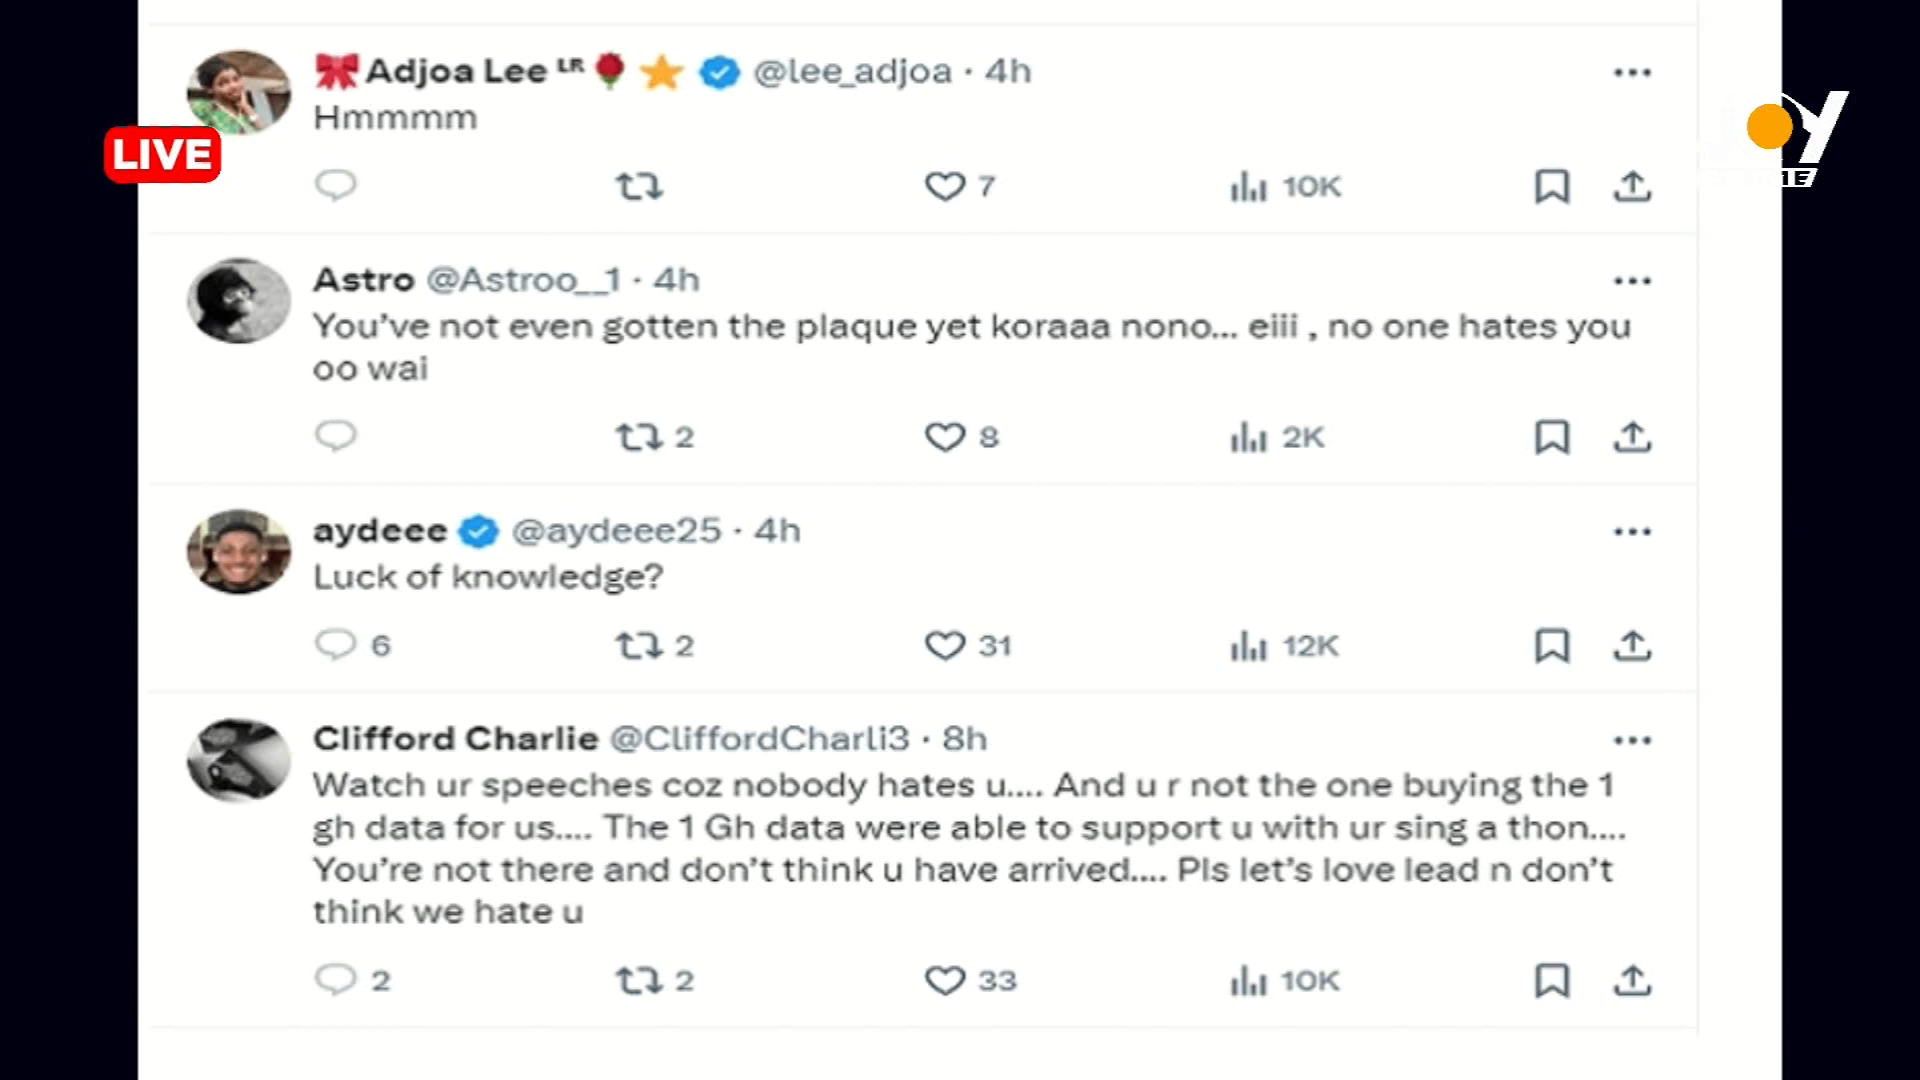 Adjoa Lee ᴸᴿ @lee_adjoa · 4h
Hmmmm
LIVE
JOY
7 10K
Astro @Astroo__1 · 4h
You’ve not even gotten the plaque yet koraaa nono... eiii , no one hates you
oo wai
2 8 2K
aydeee @aydeee25 · 4h
Luck of knowledge?
6 2 31 12K
Clifford Charlie @CliffordCharli3 · 8h
Watch ur speeches coz nobody hates u.... And u r not the one buying the 1
gh data for us.... The 1 Gh data were able to support u with ur sing a thon....
You’re not there and don’t think u have arrived.... Pls let’s love lead n don’t
think we hate u
2 2 33 10K